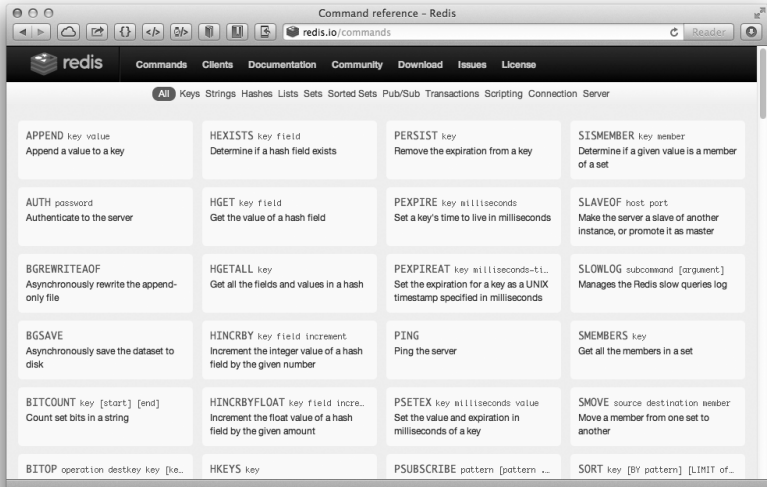 Command reference – Redis
redis.io/commands
Reader
redis
Commands Clients Documentation Community Download Issues License
All Keys Strings Hashes Lists Sets Sorted Sets Pub/Sub Transactions Scripting Connection Server
APPEND key value
Append a value to a key
HEXISTS key field
Determine if a hash field exists
PERSIST key
Remove the expiration from a key
SISMEMBER key member
Determine if a given value is a member
of a set
AUTH password
Authenticate to the server
HGET key field
Get the value of a hash field
PEXPIRE key milliseconds
Set a key's time to live in milliseconds
SLAVEOF host port
Make the server a slave of another
instance, or promote it as master
BGREWRITEAOF
Asynchronously rewrite the append-
only file
HGETALL key
Get all the fields and values in a hash
PEXPIREAT key milliseconds-ti…
Set the expiration for a key as a UNIX
timestamp specified in milliseconds
SLOWLOG subcommand [argument]
Manages the Redis slow queries log
BGSAVE
Asynchronously save the dataset to
disk
HINCRBY key field increment
Increment the integer value of a hash
field by the given number
PING
Ping the server
SMEMBERS key
Get all the members in a set
BITCOUNT key [start] [end]
Count set bits in a string
HINCRBYFLOAT key field incre…
Increment the float value of a hash
field by the given amount
PSETEX key milliseconds value
Set the value and expiration in
milliseconds of a key
SMOVE source destination member
Move a member from one set to
another
BITOP operation destkey key [ke…
HKEYS key
PSUBSCRIBE pattern [pattern …
SORT key [BY pattern] [LIMIT of…